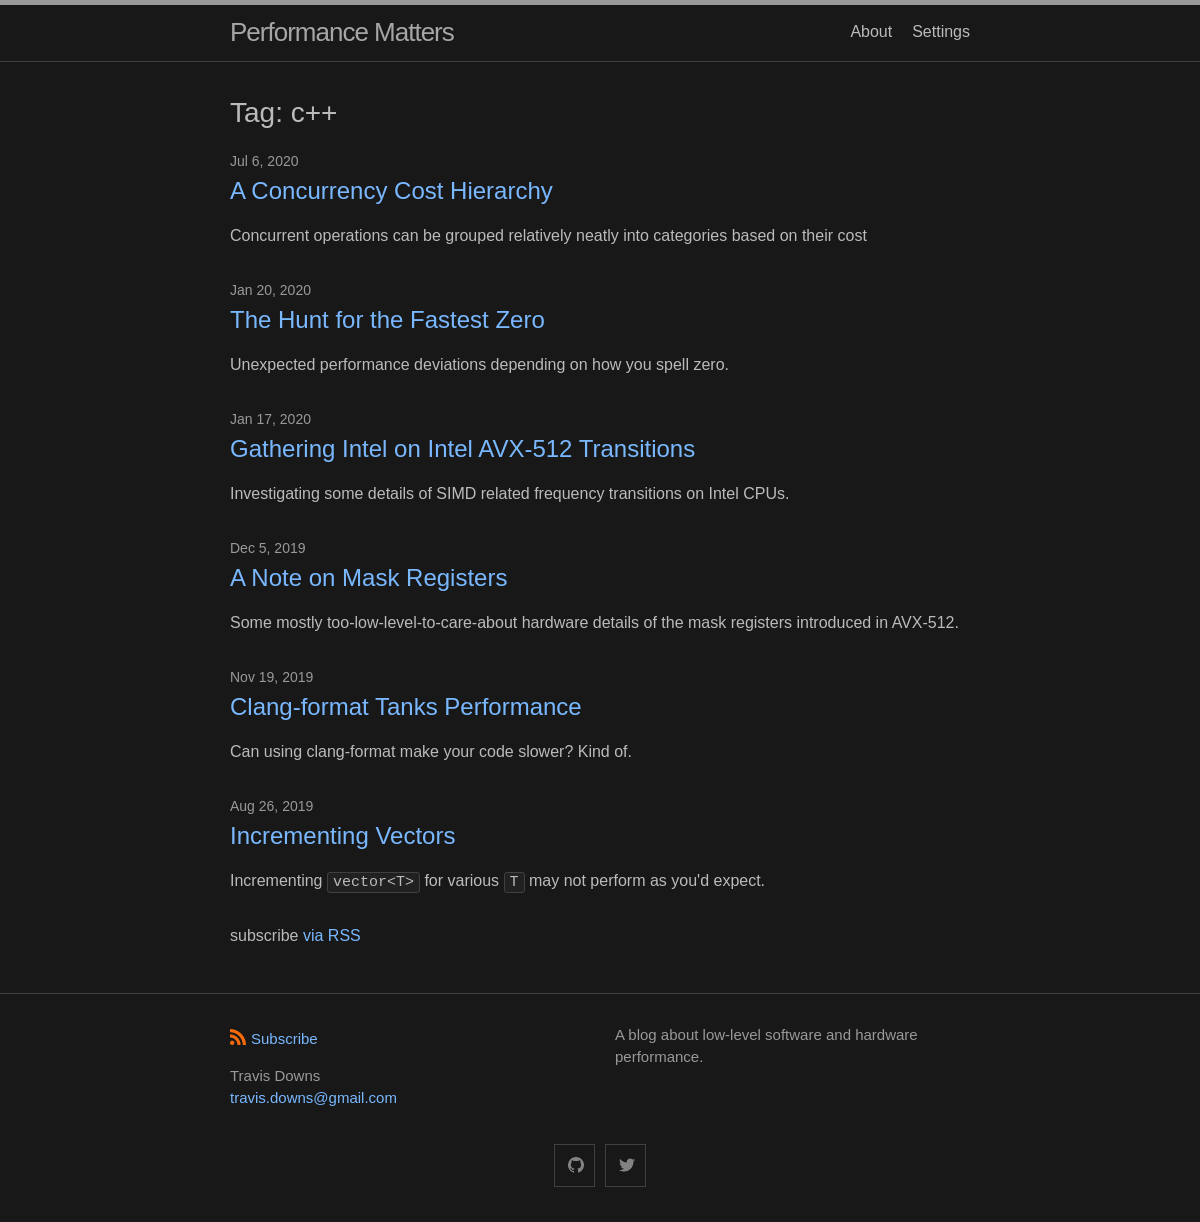 Performance Matters
About Settings
Tag: c++
Jul 6, 2020
A Concurrency Cost Hierarchy
Concurrent operations can be grouped relatively neatly into categories based on their cost
Jan 20, 2020
The Hunt for the Fastest Zero
Unexpected performance deviations depending on how you spell zero.
Jan 17, 2020
Gathering Intel on Intel AVX-512 Transitions
Investigating some details of SIMD related frequency transitions on Intel CPUs.
Dec 5, 2019
A Note on Mask Registers
Some mostly too-low-level-to-care-about hardware details of the mask registers introduced in AVX-512.
Nov 19, 2019
Clang-format Tanks Performance
Can using clang-format make your code slower? Kind of.
Aug 26, 2019
Incrementing Vectors
Incrementing vector<T> for various T may not perform as you'd expect.
subscribe via RSS
Subscribe
Travis Downs
travis.downs@gmail.com
A blog about low-level software and hardware
performance.